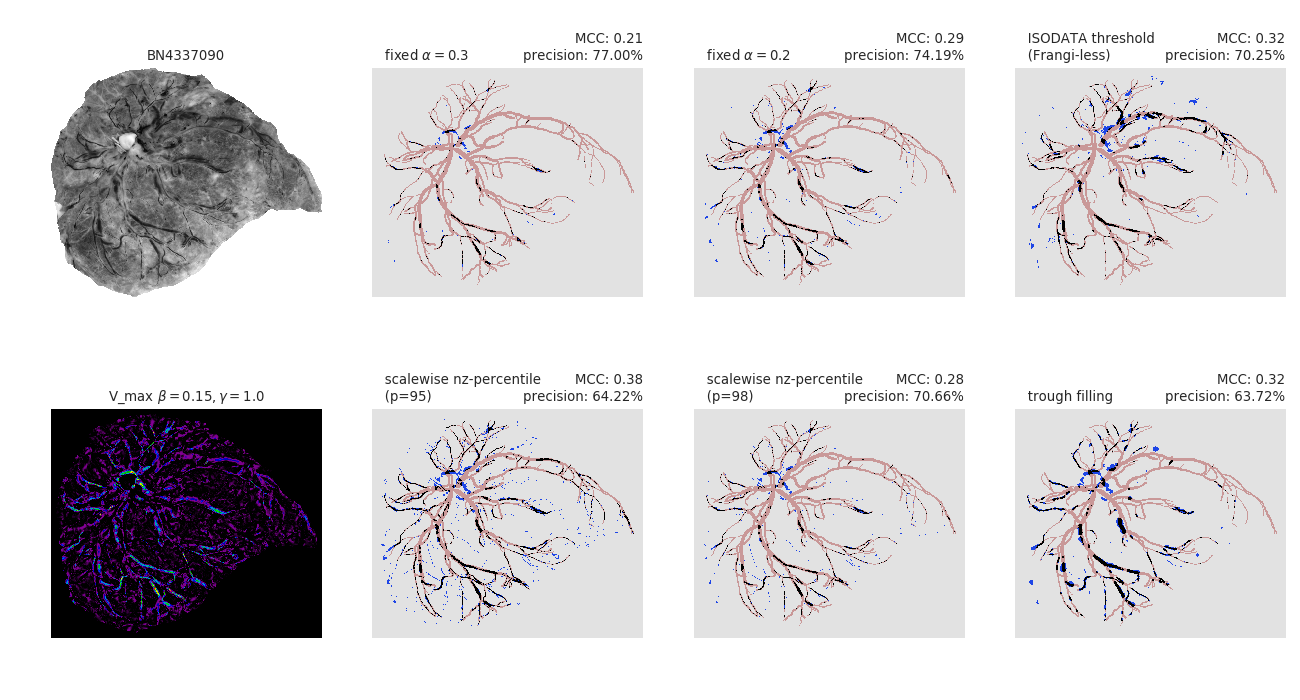 BN4337090
MCC: 0.21
fixed α = 0.3 precision: 77.00%
MCC: 0.29
fixed α = 0.2 precision: 74.19%
ISODATA threshold MCC: 0.32
(Frangi-less) precision: 70.25%
V_max β = 0.15, γ = 1.0
scalewise nz-percentile MCC: 0.38
(p=95) precision: 64.22%
scalewise nz-percentile MCC: 0.28
(p=98) precision: 70.66%
MCC: 0.32
trough filling precision: 63.72%